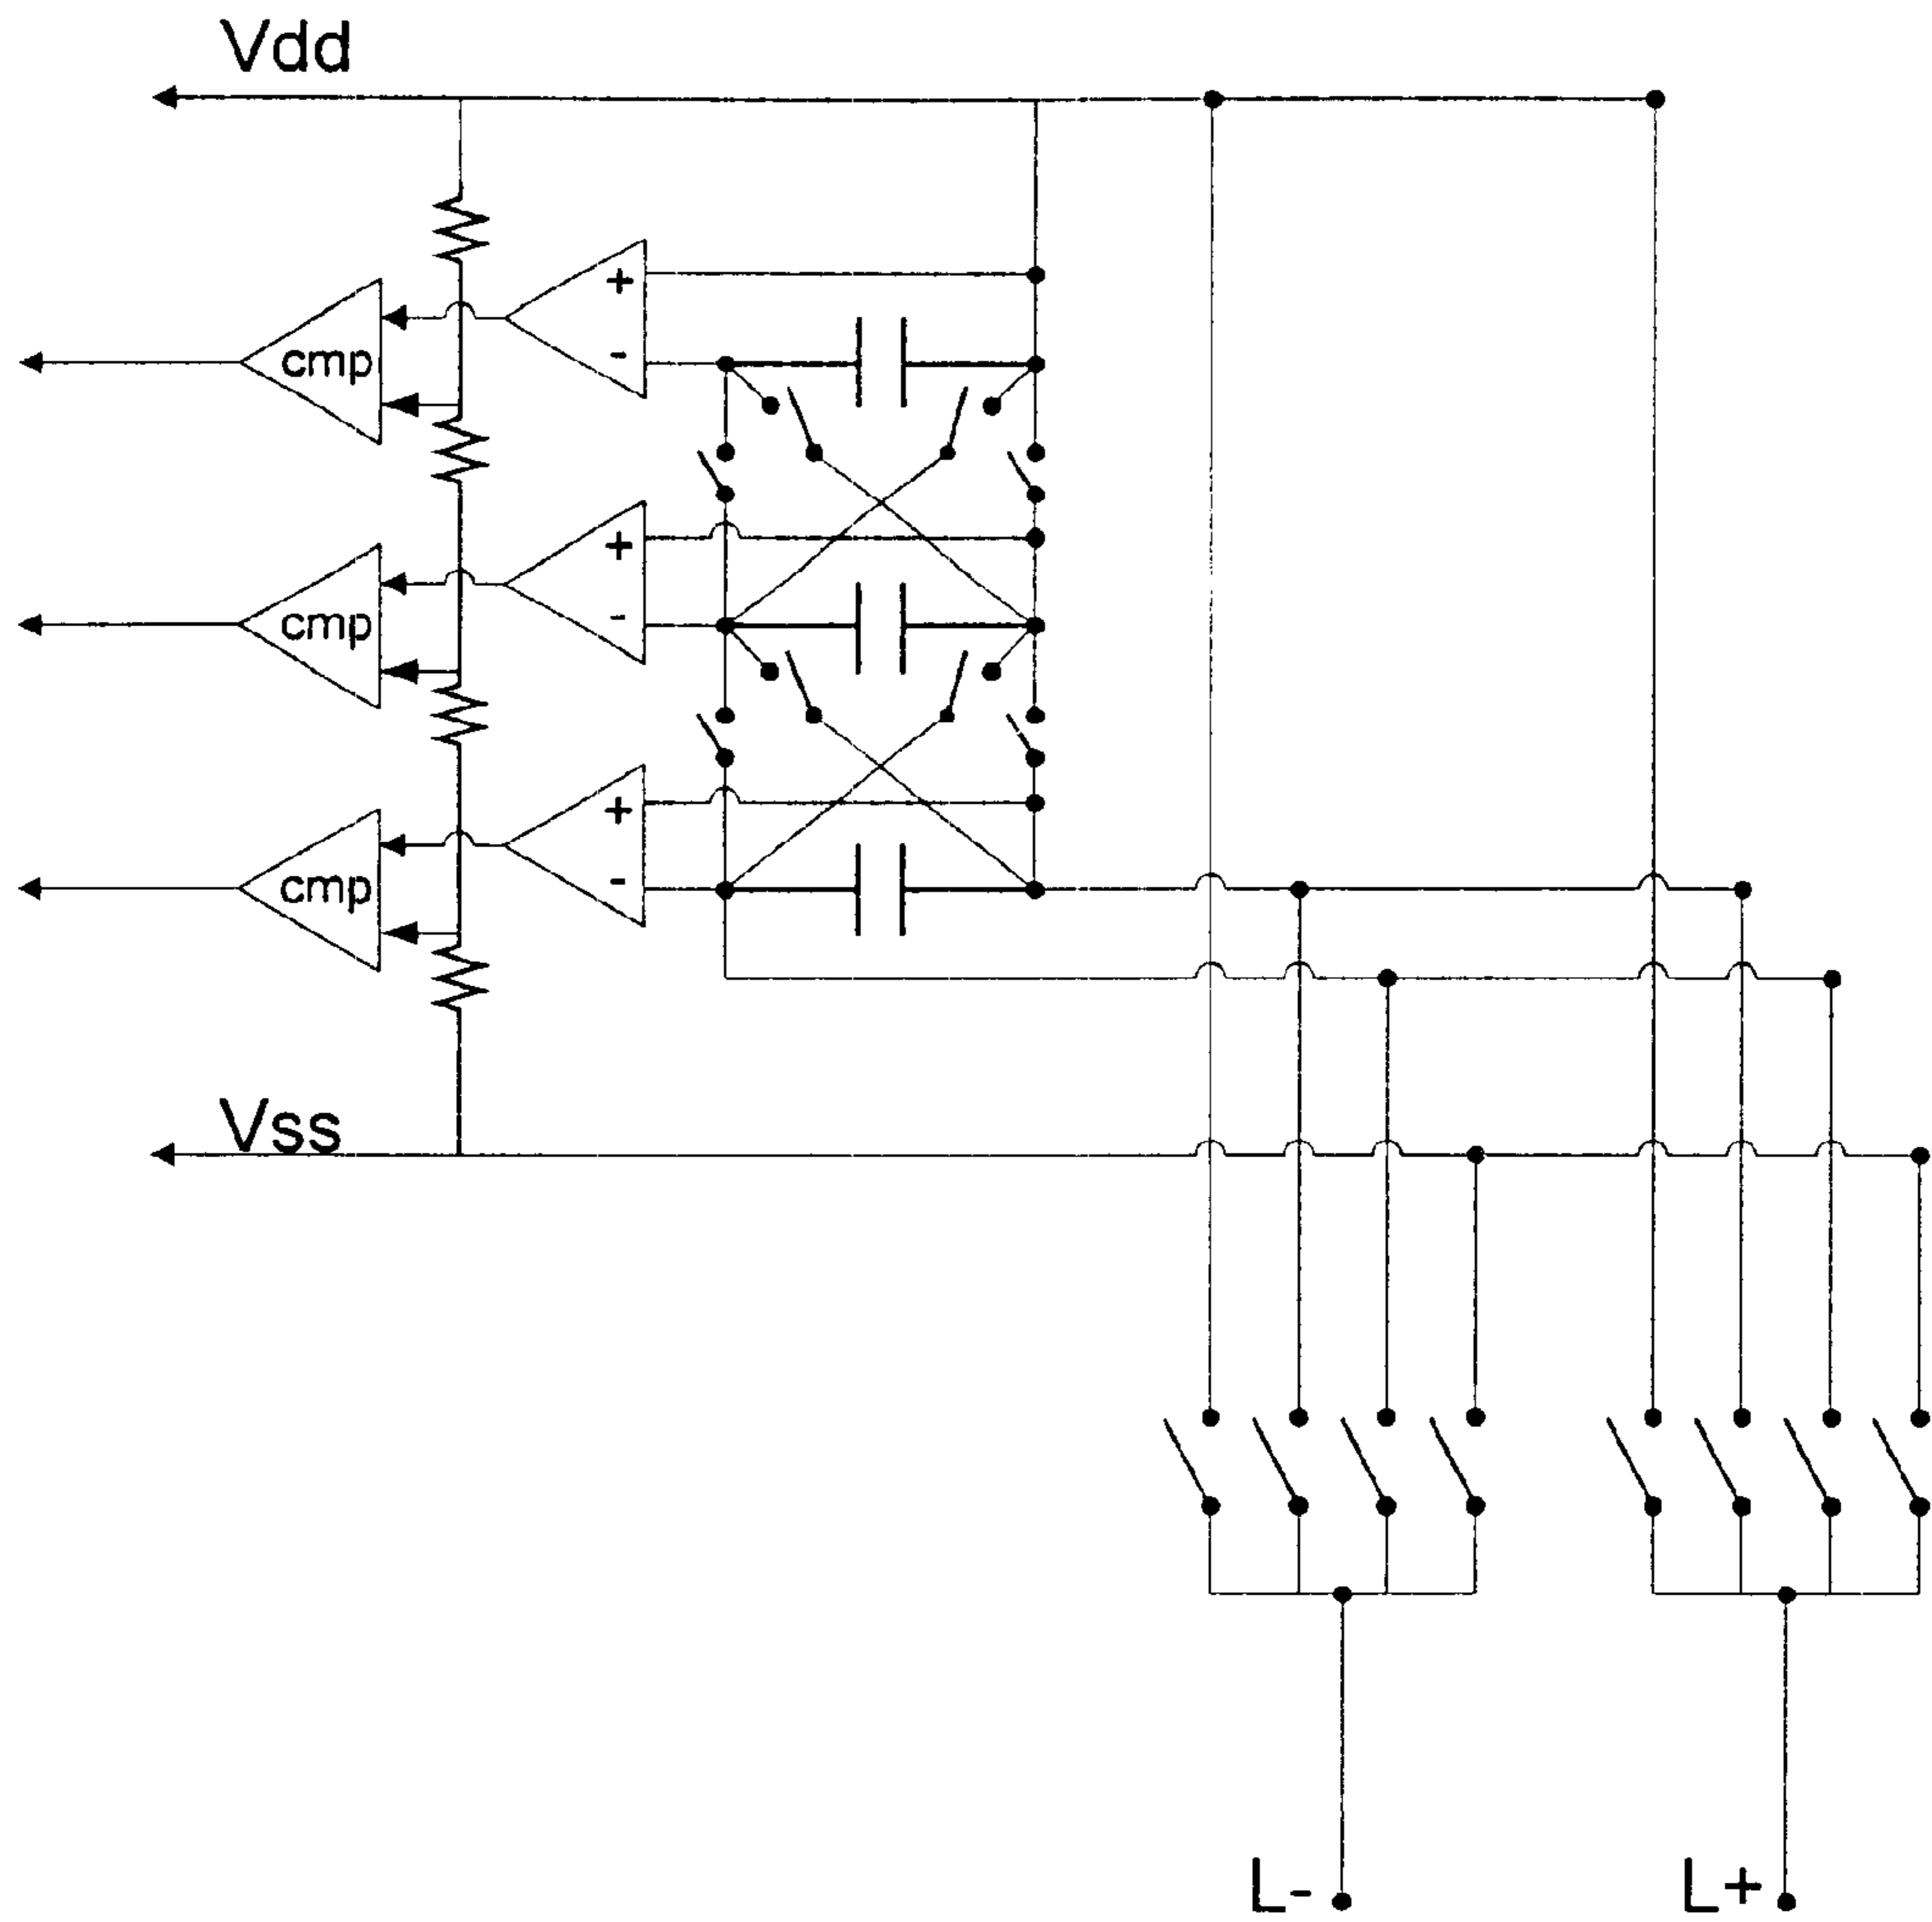 Vdd
+
-
cmp
+
-
cmp
+
-
cmp
Vss
L-
L+